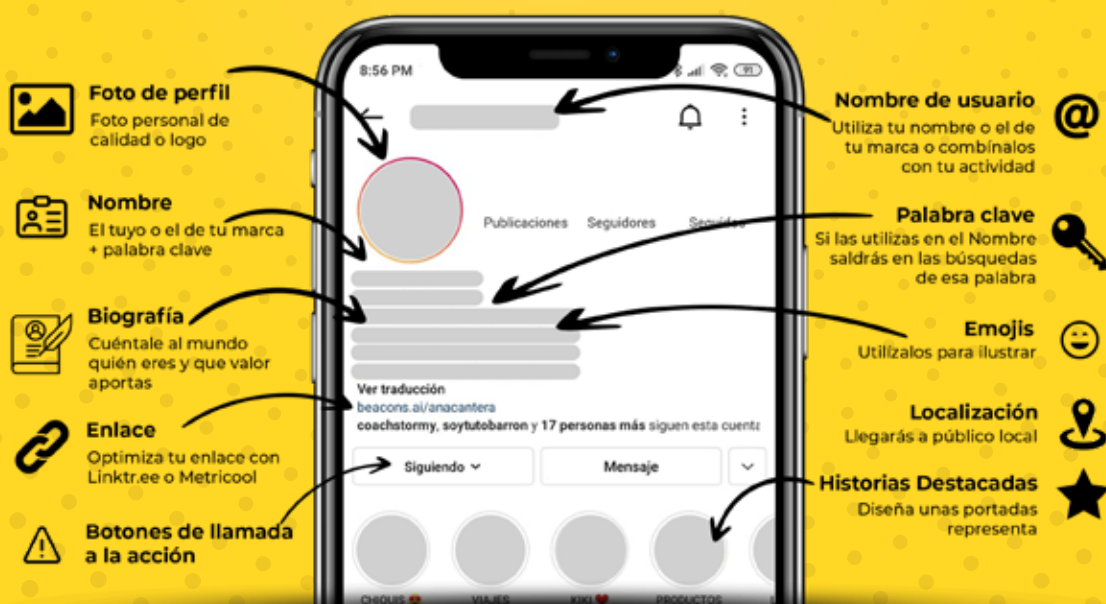 Foto de perfil
Foto personal de
calidad o logo
Nombre
El tuyo o el de tu marca
+ palabra clave
Biografía
Cuéntale al mundo
quién eres y que valor
aportas
Enlace
Optimiza tu enlace con
Linktr.ee o Metricool
Botones de llamada
a la acción
8:56 PM
91
Publicaciones Seguidores Seguidos
Ver traducción
beacons.ai/anacantera
coachstormy, soytutobarron y 17 personas más siguen esta cuenta
Siguiendo
Mensaje
CHIQUIS 😍 VIAJES KIKI ❤️ PRODUCTOS
Nombre de usuario
@
Utiliza tu nombre o el de
tu marca o combínalos
con tu actividad
Palabra clave
Si las utilizas en el Nombre
saldrás en las búsquedas
de esa palabra
Emojis
Utilízalos para ilustrar
Localización
Llegarás a público local
Historias Destacadas
Diseña unas portadas
representa